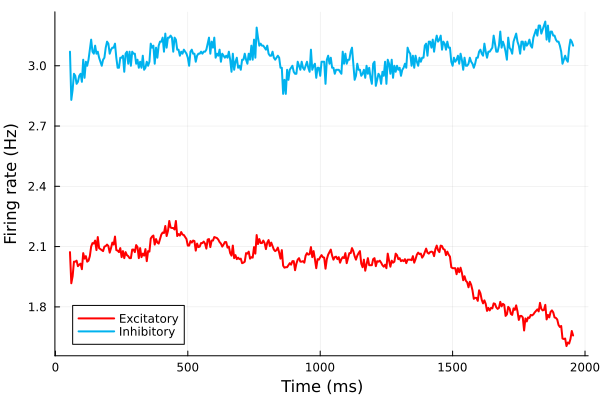 Firing rate (Hz)
3.0
2.7
2.4
2.1
1.8
Excitatory
Inhibitory
0
500
1000
1500
2000
Time (ms)